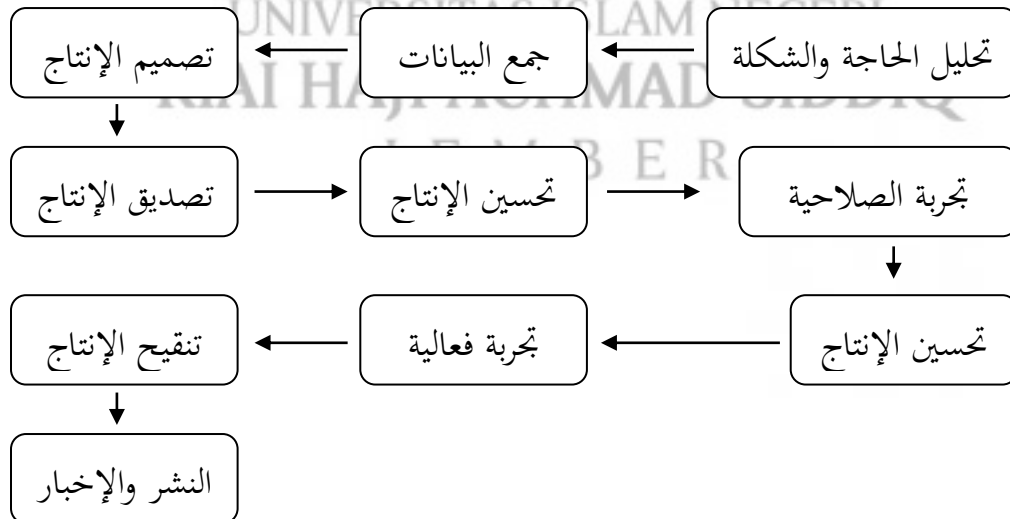 UNIVERSITAS ISLAM NEGERI
تحليل الحاجة والشكلة
جمع البيانات
تصميم الإنتاج
KIAI HAJI ACHMAD SIDDIQ
JEMBER
تصديق الإنتاج
تحسين الإنتاج
تجربة الصلاحية
تحسين الإنتاج
تجربة فعالية
تنقيح الإنتاج
النشر والإخبار